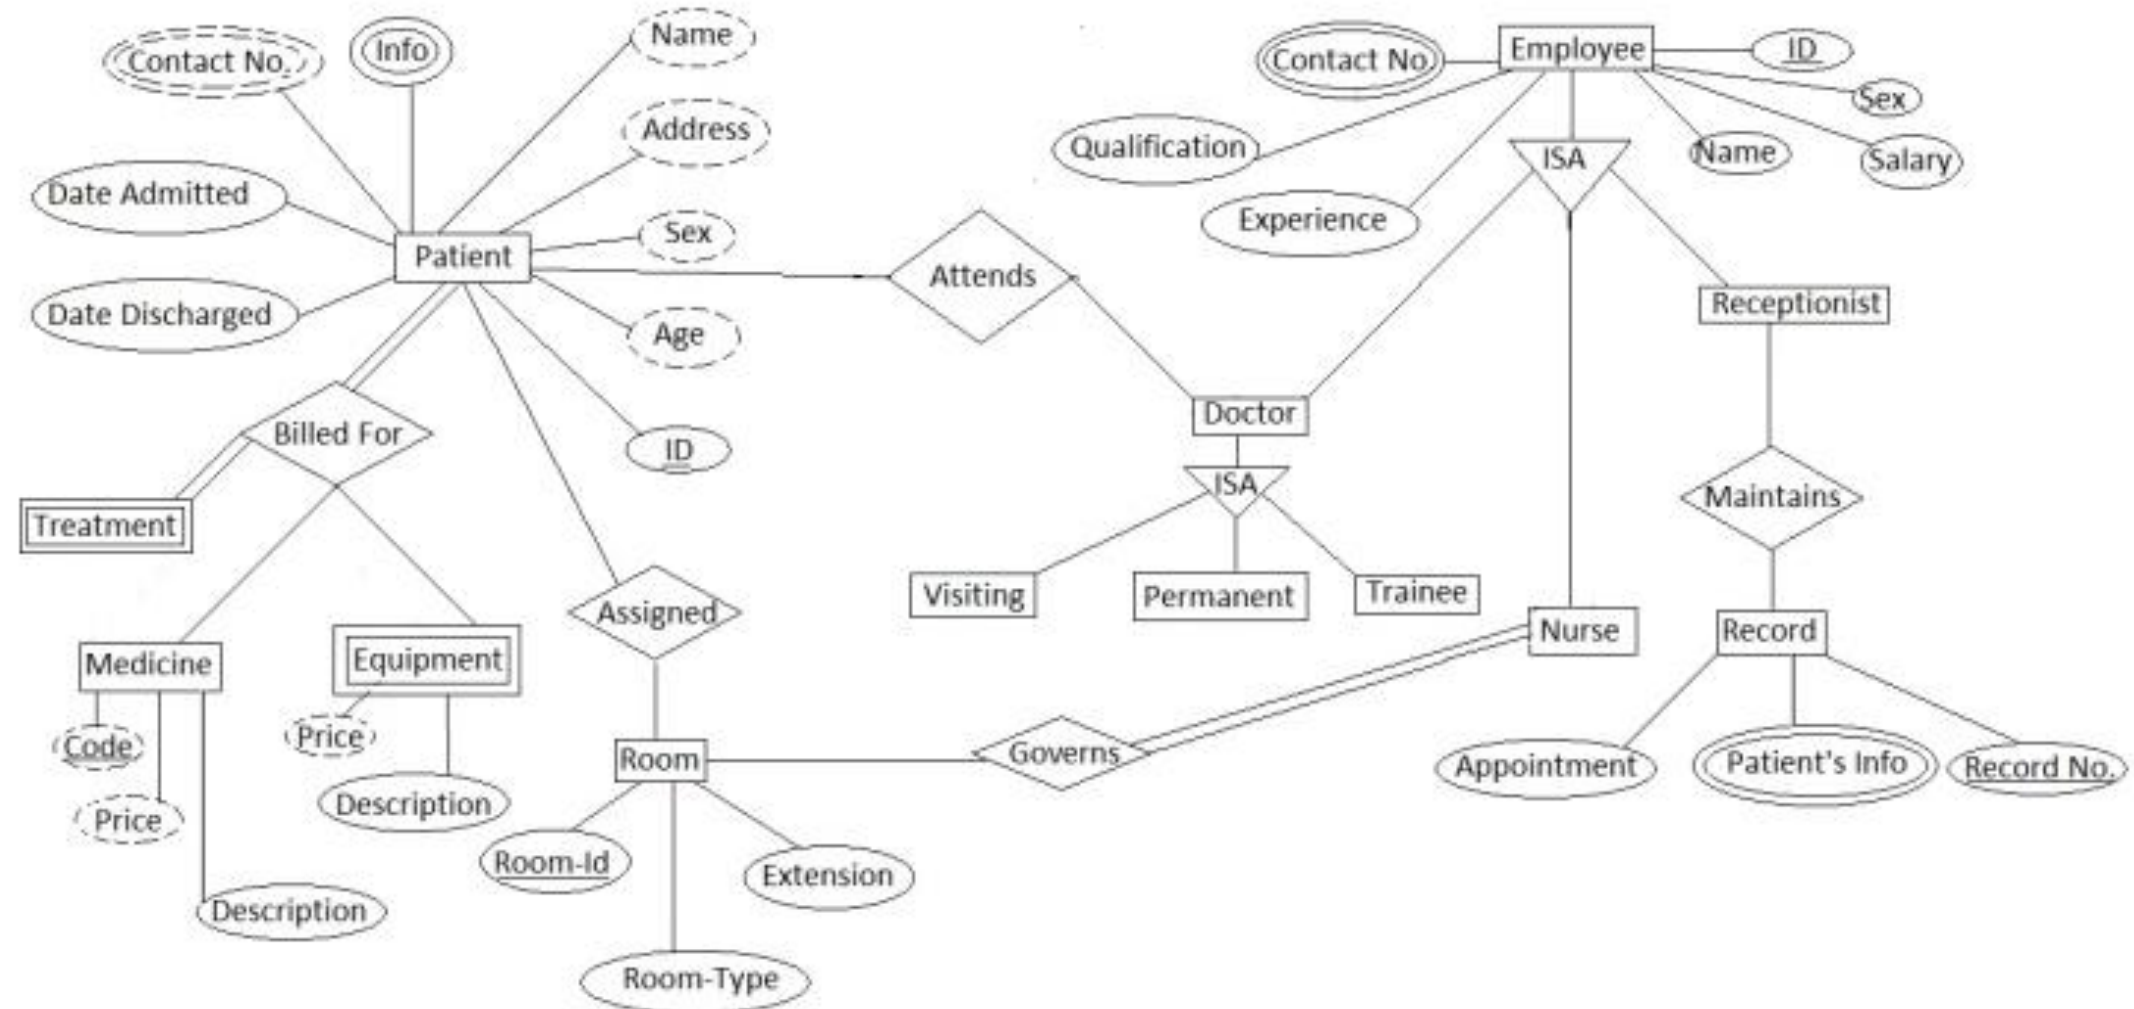 Contact No.
Info
Name
Employee
ID
Contact No
Sex
Address
Qualification
ISA
Name
Salary
Date Admitted
Experience
Sex
Patient
Attends
Receptionist
Date Discharged
Age
Doctor
Billed For
ID
ISA
Maintains
Treatment
Visiting
Permanent
Trainee
Assigned
Nurse
Record
Medicine
Equipment
Code
Price
Room
Governs
Appointment
Patient's Info
Record No.
Price
Description
Room-Id
Extension
Description
Room-Type